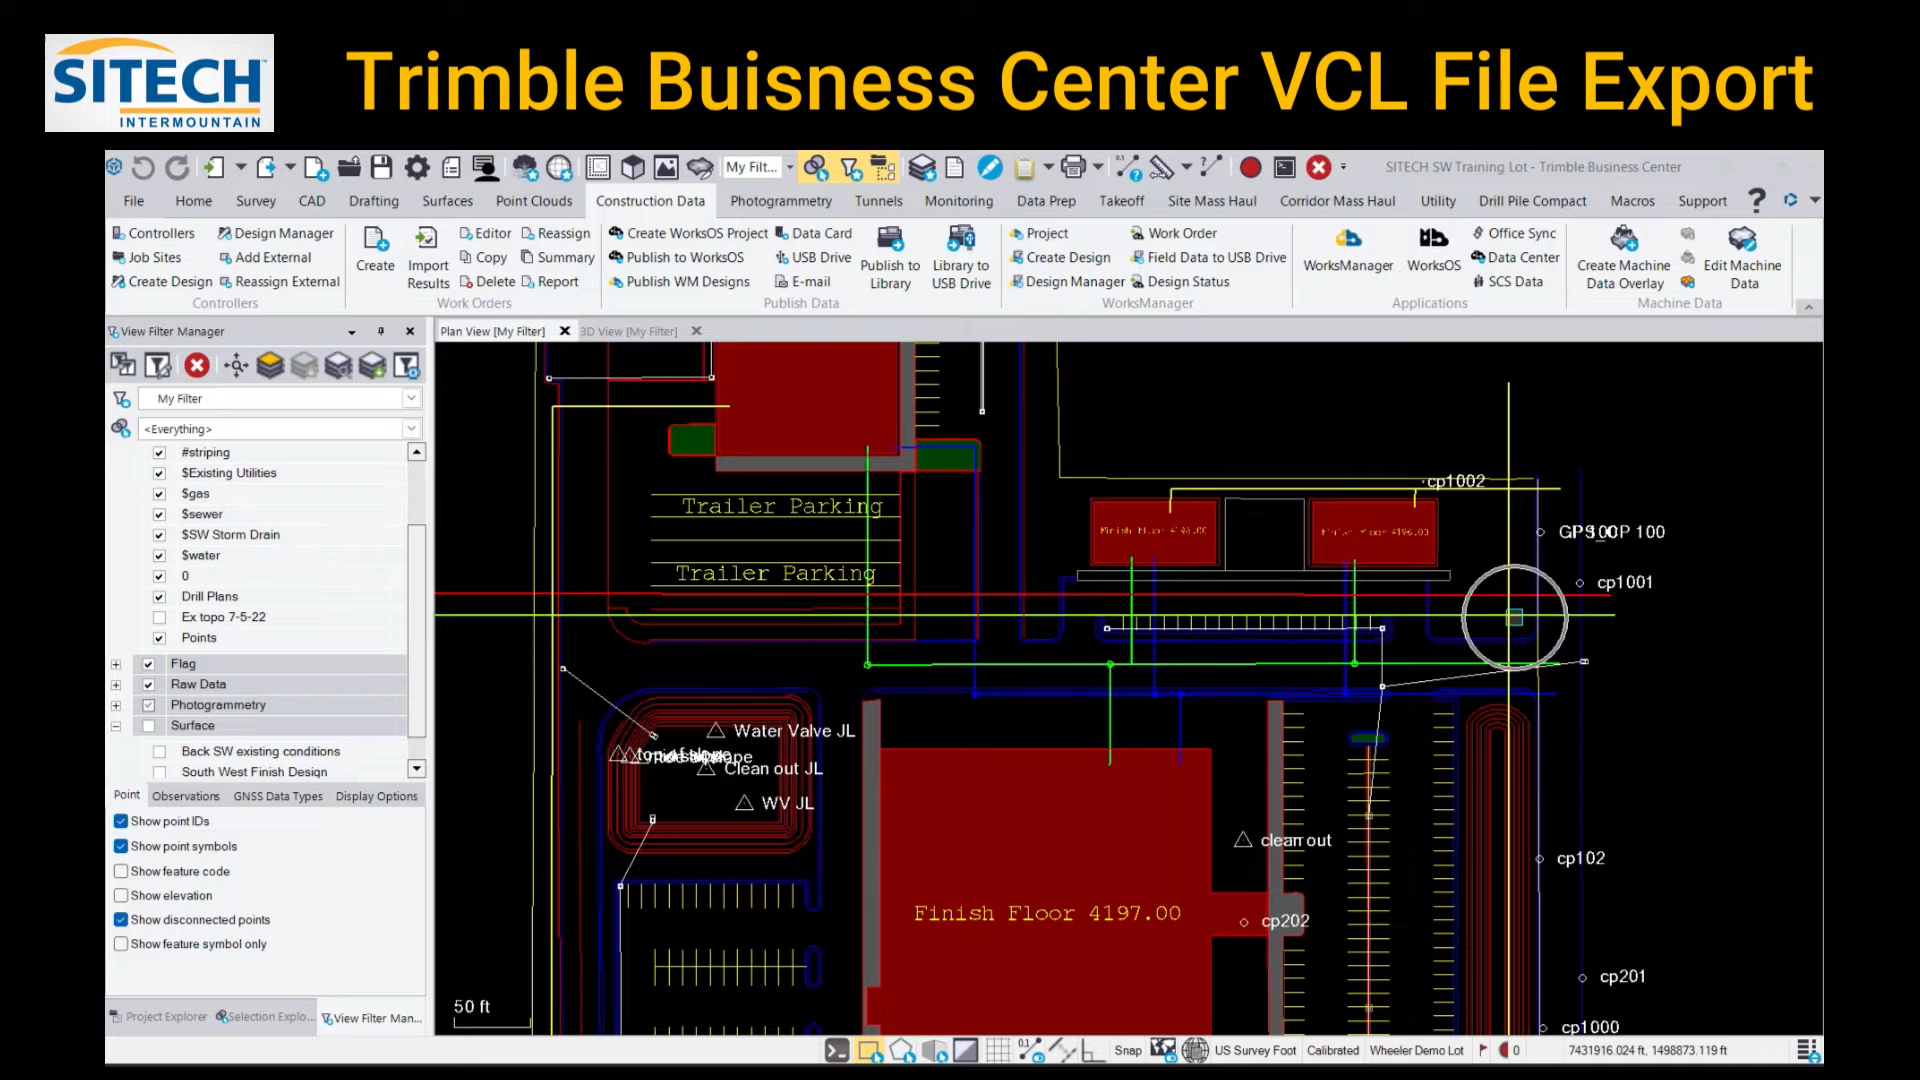 SITECH
INTERMOUNTAIN
Trimble Buisness Center VCL File Export
My Filt...
SITECH SW Training Lot - Trimble Business Center
File Home Survey CAD Drafting Surfaces Point Clouds Construction Data Photogrammetry Tunnels Monitoring Data Prep Takeoff Site Mass Haul Corridor Mass Haul Utility Drill Pile Compact Macros Support
Controllers Design Manager
Job Sites Add External
Create Design Reassign External
Controllers
Create
Import Results
Editor Reassign
Copy Summary
Delete Report
Work Orders
Create WorksOS Project Data Card
Publish to WorksOS USB Drive
Publish WM Designs E-mail
Publish to Library
Library to USB Drive
Publish Data
Project Work Order
Create Design Field Data to USB Drive
Design Manager Design Status
WorksManager
WorksManager
WorksOS
Office Sync
Data Center
SCS Data
Applications
Create Machine Data Overlay
Edit Machine Data
Machine Data
View Filter Manager
Plan View [My Filter] 3D View [My Filter]
My Filter
<Everything>
#striping
$Existing Utilities
$gas
$sewer
$SW Storm Drain
$water
0
Drill Plans
Ex topo 7-5-22
Points
Flag
Raw Data
Photogrammetry
Surface
Back SW existing conditions
South West Finish Design
Point Observations GNSS Data Types Display Options
Show point IDs
Show point symbols
Show feature code
Show elevation
Show disconnected points
Show feature symbol only
Project Explorer Selection Explo... View Filter Man...
Trailer Parking
Trailer Parking
cp1002
Finish Floor 4196.00
cp1001
Water Valve JL
Clean out JL
WV JL
clean out
cp102
Finish Floor 4197.00
cp202
cp201
cp1000
50 ft
Snap US Survey Foot Calibrated Wheeler Demo Lot 0 7431916.024 ft, 1498873.119 ft